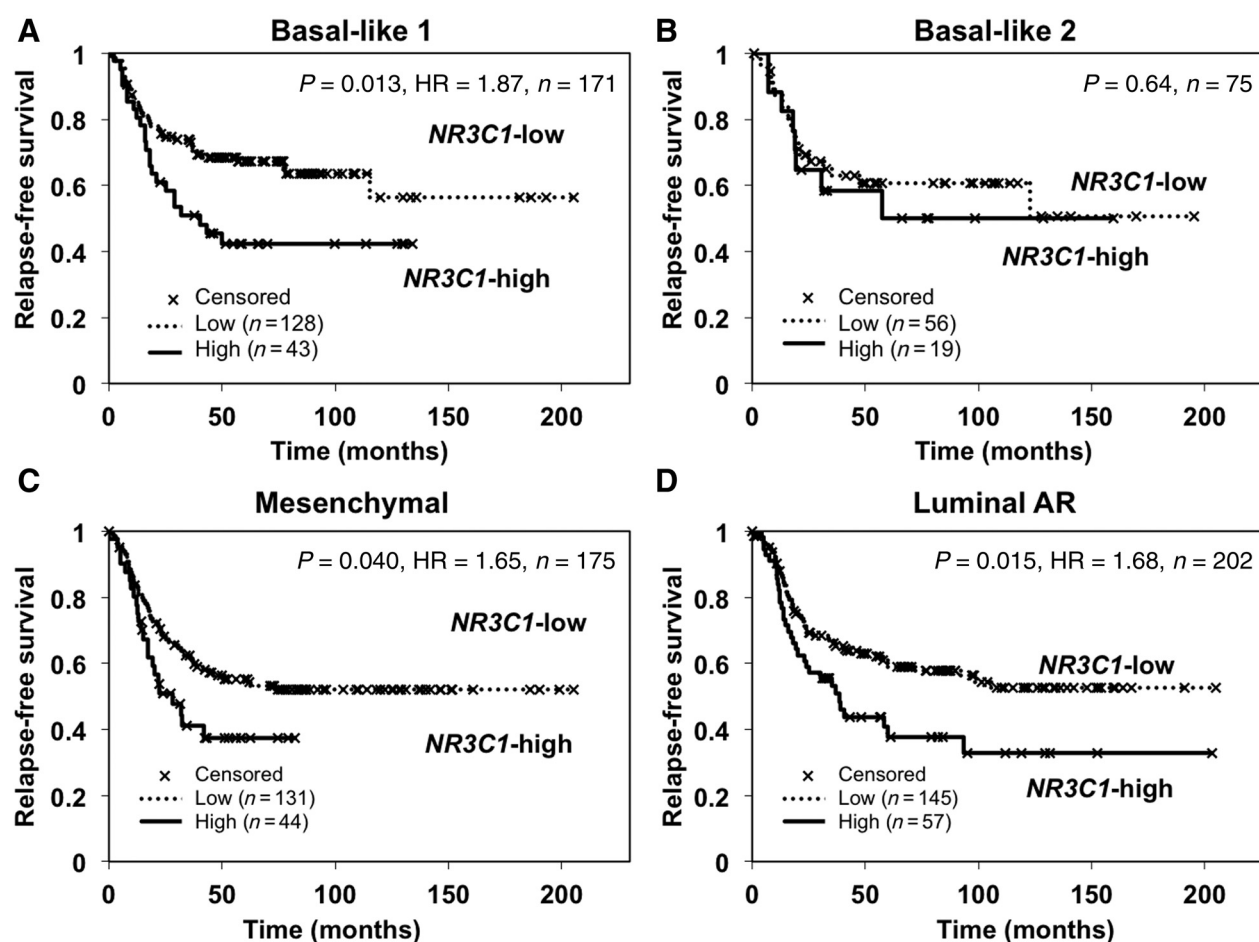 A
Basal-like 1
P = 0.013, HR = 1.87, n = 171
NR3C1-low
NR3C1-high
Censored
Low (n=128)
High (n=43)
Relapse-free survival
1
0.8
0.6
0.4
0.2
0
0 50 100 150 200
Time (months)
B
Basal-like 2
P = 0.64, n = 75
NR3C1-low
NR3C1-high
Censored
Low (n=56)
High (n=19)
Relapse-free survival
1
0.8
0.6
0.4
0.2
0
0 50 100 150 200
Time (months)
C
Mesenchymal
P = 0.040, HR = 1.65, n = 175
NR3C1-low
NR3C1-high
Censored
Low (n=131)
High (n=44)
Relapse-free survival
1
0.8
0.6
0.4
0.2
0
0 50 100 150 200
Time (months)
D
Luminal AR
P = 0.015, HR = 1.68, n = 202
NR3C1-low
NR3C1-high
Censored
Low (n=145)
High (n=57)
Relapse-free survival
1
0.8
0.6
0.4
0.2
0
0 50 100 150 200
Time (months)